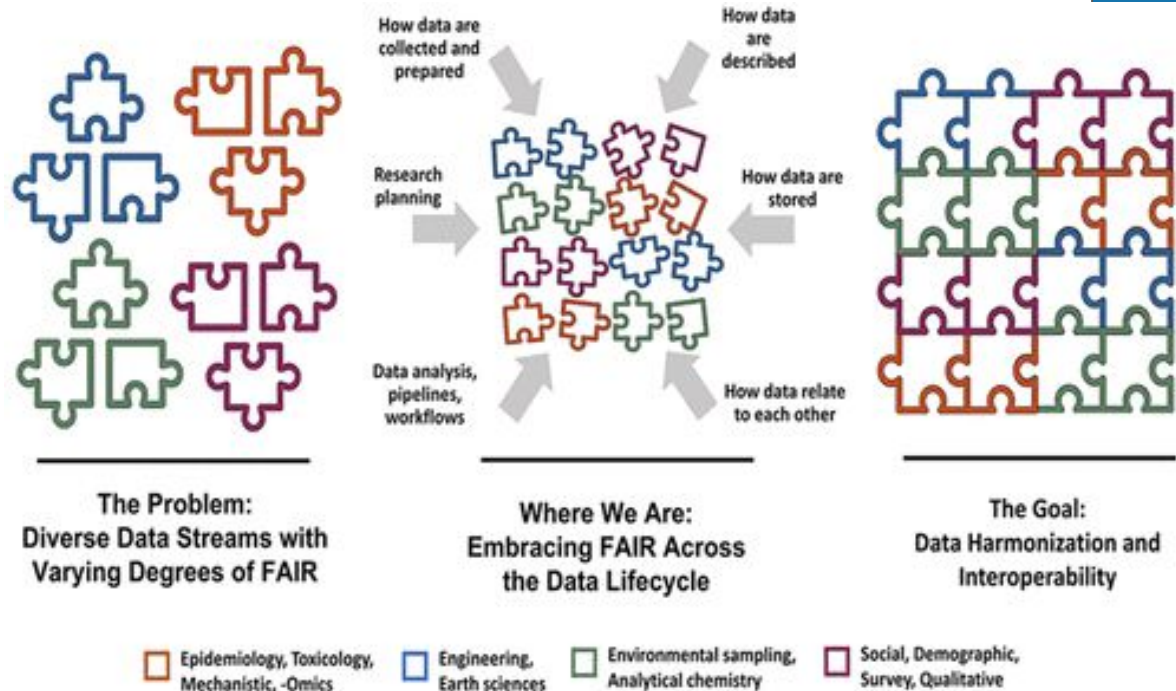 How data are
collected and
prepared
How data
are
described
Research
planning
How data are
stored
Data analysis,
pipelines,
workflows
How data relate
to each other
The Problem:
Diverse Data Streams with
Varying Degrees of FAIR
Where We Are:
Embracing FAIR Across
the Data Lifecycle
The Goal:
Data Harmonization and
Interoperability
Epidemiology, Toxicology,
Mechanistic, -Omics
Engineering,
Earth sciences
Environmental sampling,
Analytical chemistry
Social, Demographic,
Survey, Qualitative